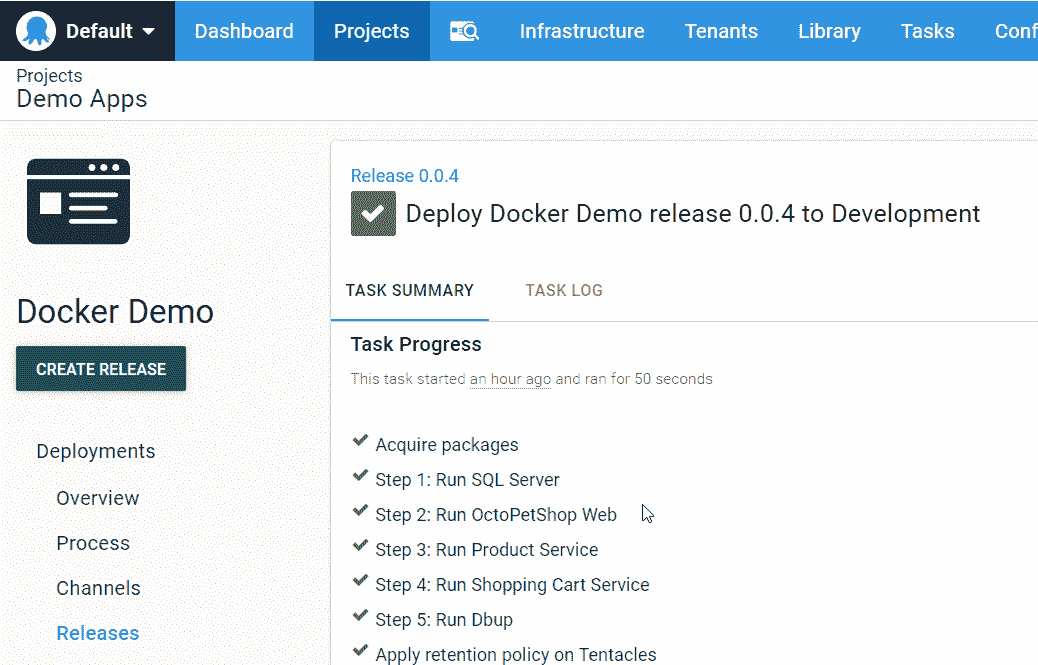 Default Dashboard Projects Infrastructure Tenants Library Tasks Conf
Projects
Demo Apps
Release 0.0.4
Deploy Docker Demo release 0.0.4 to Development
TASK SUMMARY TASK LOG
Docker Demo
Task Progress
CREATE RELEASE
This task started an hour ago and ran for 50 seconds
Deployments
Overview
Process
Channels
Releases
Acquire packages
Step 1: Run SQL Server
Step 2: Run OctoPetShop Web
Step 3: Run Product Service
Step 4: Run Shopping Cart Service
Step 5: Run Dbup
Apply retention policy on Tentacles